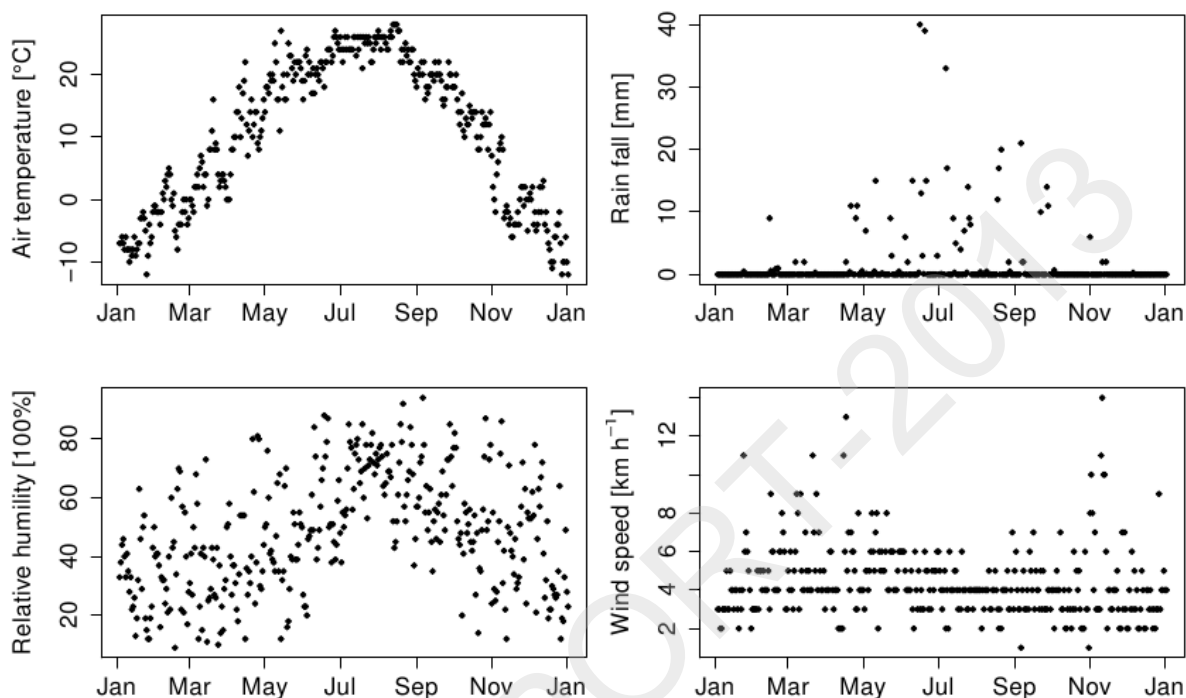 Air temperature [°C]
20
10
0
−10
Jan Mar May Jul Sep Nov Jan
Rain fall [mm]
40
30
20
10
0
Jan Mar May Jul Sep Nov Jan
Relative humidity [100%]
80
60
40
20
Jan Mar May Jul Sep Nov Jan
Wind speed [km h⁻¹]
12
8
6
4
2
Jan Mar May Jul Sep Nov Jan
ORT-2013